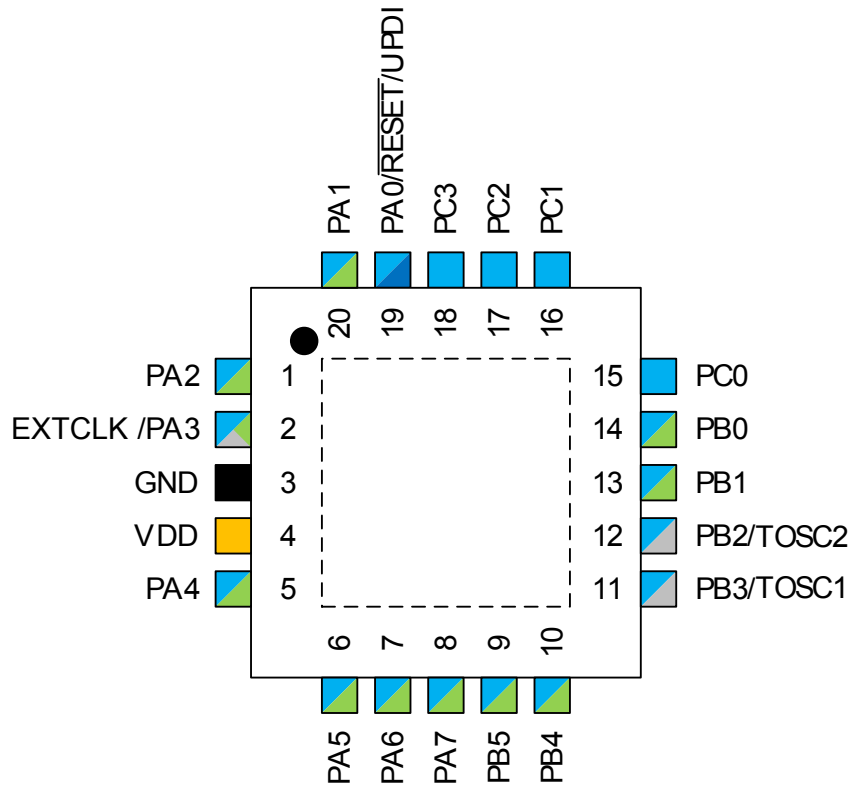 PA1
PA0/RESET/UPDI
PC3
PC2
PC1
20
19
18
17
16
PA2 1
EXTCLK /PA3 2
GND 3
VDD 4
PA4 5
15 PC0
14 PB0
13 PB1
12 PB2/TOSC2
11 PB3/TOSC1
6
7
8
9
10
PA5
PA6
PA7
PB5
PB4